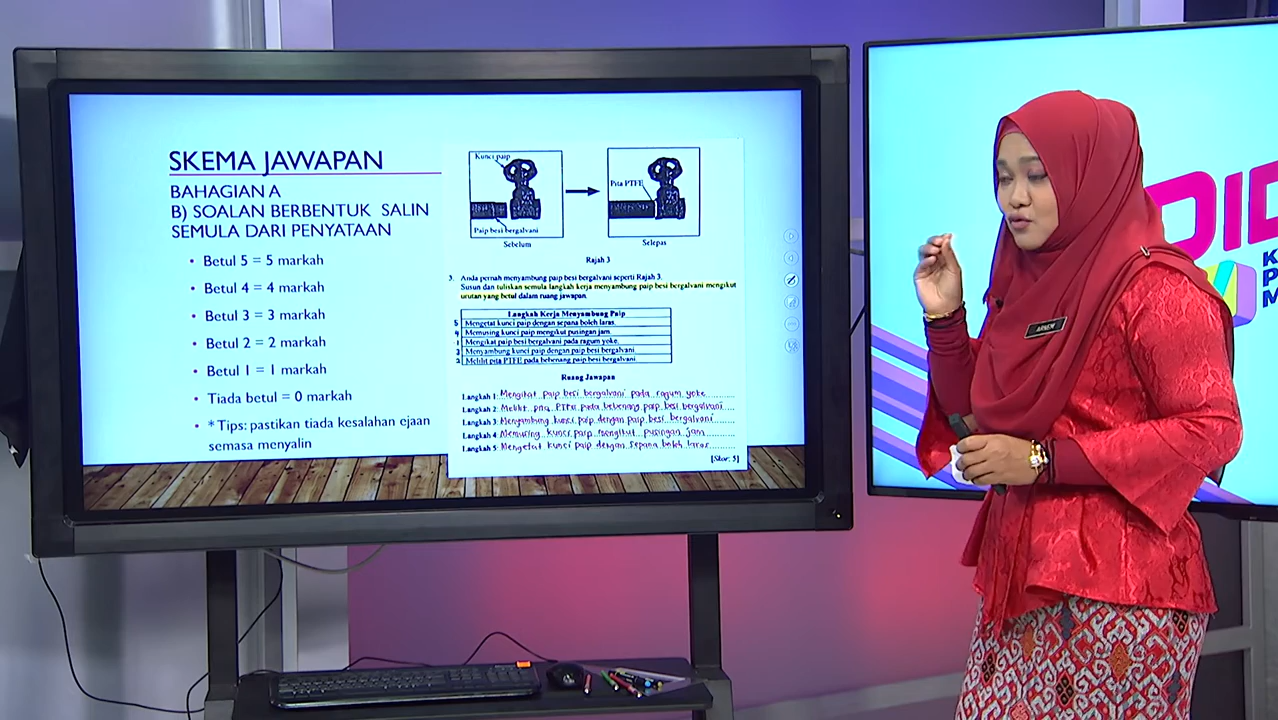 SKEMA JAWAPAN
BAHAGIAN A
B) SOALAN BERBENTUK SALIN
SEMULA DARI PENYATAAN
• Betul 5 = 5 markah
• Betul 4 = 4 markah
• Betul 3 = 3 markah
• Betul 2 = 2 markah
• Betul 1 = 1 markah
• Tiada betul = 0 markah
• *Tips: pastikan tiada kesalahan ejaan
semasa menyalin
Kunci paip
Paip besi bergalvani
Sebelum
Pita PTFE
Selepas
Rajah 3
3. Anda pernah menyambung paip besi bergalvani seperti Rajah 3.
Susun dan tuliskan semula langkah kerja menyambung paip besi bergalvani mengikut
urutan yang betul dalam ruang jawapan.
Langkah Kerja Menyambung Paip
5 Mengetat kunci paip dengan sepana boleh laras.
4 Memusing kunci paip mengikut pusingan jam.
1 Mengikat paip besi bergalvani pada ragum yoke.
3 Menyambung kunci paip dengan paip besi bergalvani.
2 Melilit pita PTFE pada bebenang paip besi bergalvani.
Ruang Jawapan
Langkah 1: Mengikat paip besi bergalvani pada ragum yoke
Langkah 2: Melilit pita PTFE pada bebenang paip besi bergalvani
Langkah 3: Menyambung kunci paip dengan paip besi bergalvani
Langkah 4: Memusing kunci paip mengikut pusingan jam
Langkah 5: Mengetat kunci paip dengan sepana boleh laras
[Skor: 5]
DID
K
P
M
ARNEM